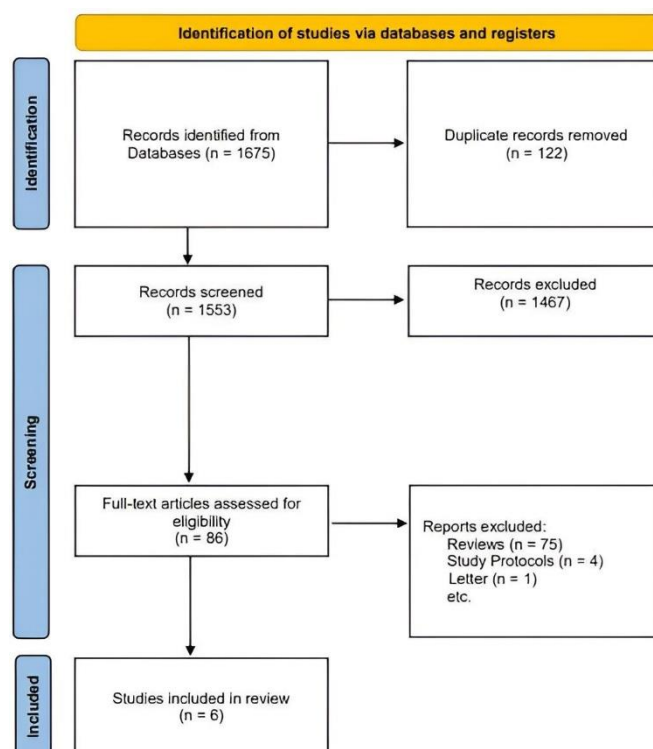 Identification of studies via databases and registers
Identification
Records identified from
Databases (n = 1675)
Duplicate records removed
(n = 122)
Screening
Records screened
(n = 1553)
Records excluded
(n = 1467)
Full-text articles assessed for
eligibility
(n = 86)
Reports excluded:
Reviews (n = 75)
Study Protocols (n = 4)
Letter (n = 1)
etc.
Included
Studies included in review
(n = 6)